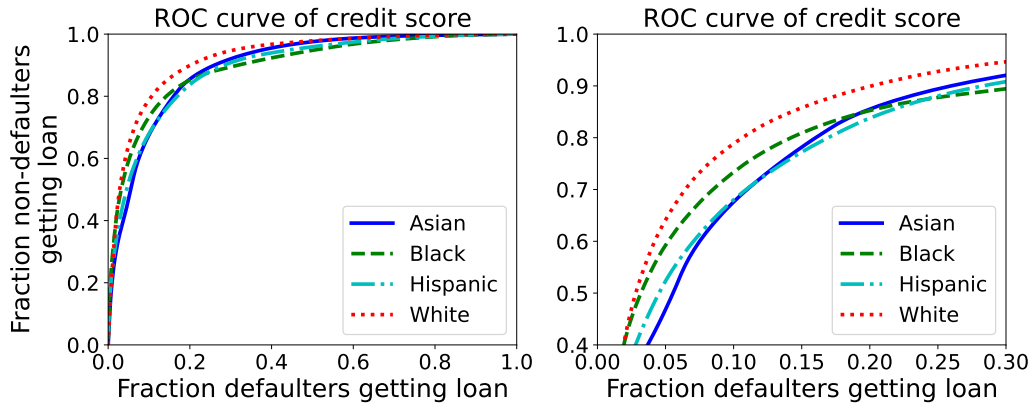 ROC curve of credit score
Fraction non-defaulters
getting loan
1.0
0.8
0.6
0.4
0.2
0.0
0.0 0.2 0.4 0.6 0.8 1.0
Fraction defaulters getting loan
Asian
Black
Hispanic
White
ROC curve of credit score
1.0
0.9
0.8
0.7
0.6
0.5
0.4
0.00 0.05 0.10 0.15 0.20 0.25 0.30
Fraction defaulters getting loan
Asian
Black
Hispanic
White